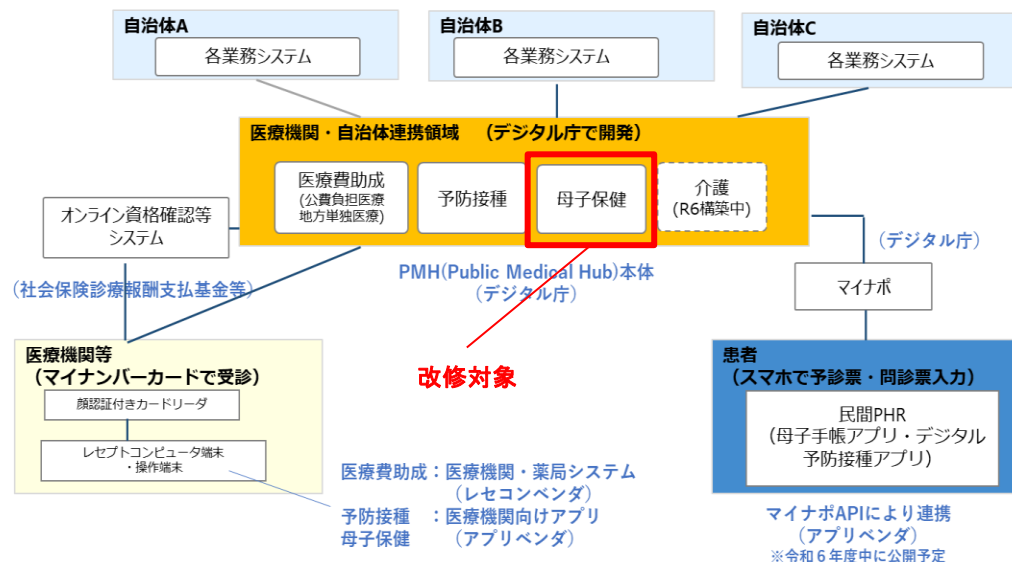 自治体A
各業務システム
自治体B
各業務システム
自治体C
各業務システム
医療機関・自治体連携領域　（デジタル庁で開発）
医療費助成
(公費負担医療
地方単独医療)
予防接種
母子保健
介護
(R6構築中)
オンライン資格確認等
システム
（社会保険診療報酬支払基金等）
PMH(Public Medical Hub)本体
（デジタル庁）
（デジタル庁）
マイナポ
改修対象
医療機関等
（マイナンバーカードで受診）
顔認証付きカードリーダ
レセプトコンピュータ端末
・操作端末
患者
（スマホで予診票・問診票入力）
民間PHR
（母子手帳アプリ・デジタル
予防接種アプリ）
医療費助成：医療機関・薬局システム
（レセコンベンダ）
予防接種　：医療機関向けアプリ
母子保健　（アプリベンダ）
マイナポAPIにより連携
（アプリベンダ）
※令和６年度中に公開予定